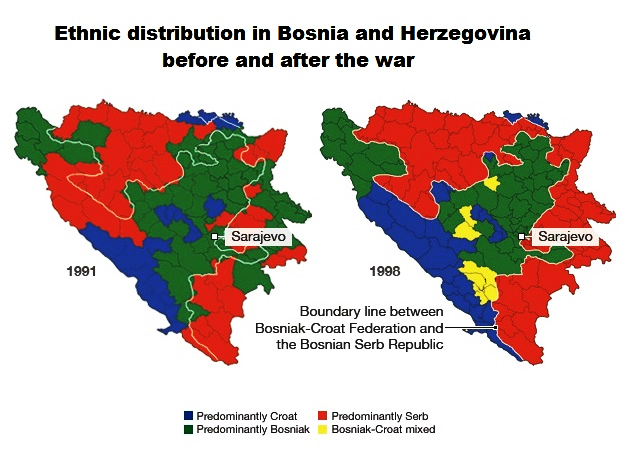 Ethnic distribution in Bosnia and Herzegovina
before and after the war
Sarajevo
1991
Sarajevo
1998
Boundary line between
Bosniak-Croat Federation and
the Bosnian Serb Republic
Predominantly Croat
Predominantly Serb
Predominantly Bosniak
Bosniak-Croat mixed